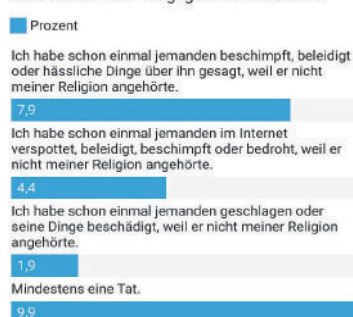 Prozent
Ich habe schon einmal jemanden beschimpft, beleidigt
oder hässliche Dinge über ihn gesagt, weil er nicht
meiner Religion angehörte.
7,9
Ich habe schon einmal jemanden im Internet
verspottet, beleidigt, beschimpft oder bedroht, weil er
nicht meiner Religion angehörte.
4,4
Ich habe schon einmal jemanden geschlagen oder
seine Dinge beschädigt, weil er nicht meiner Religion
angehörte.
1,9
Mindestens eine Tat.
9,9